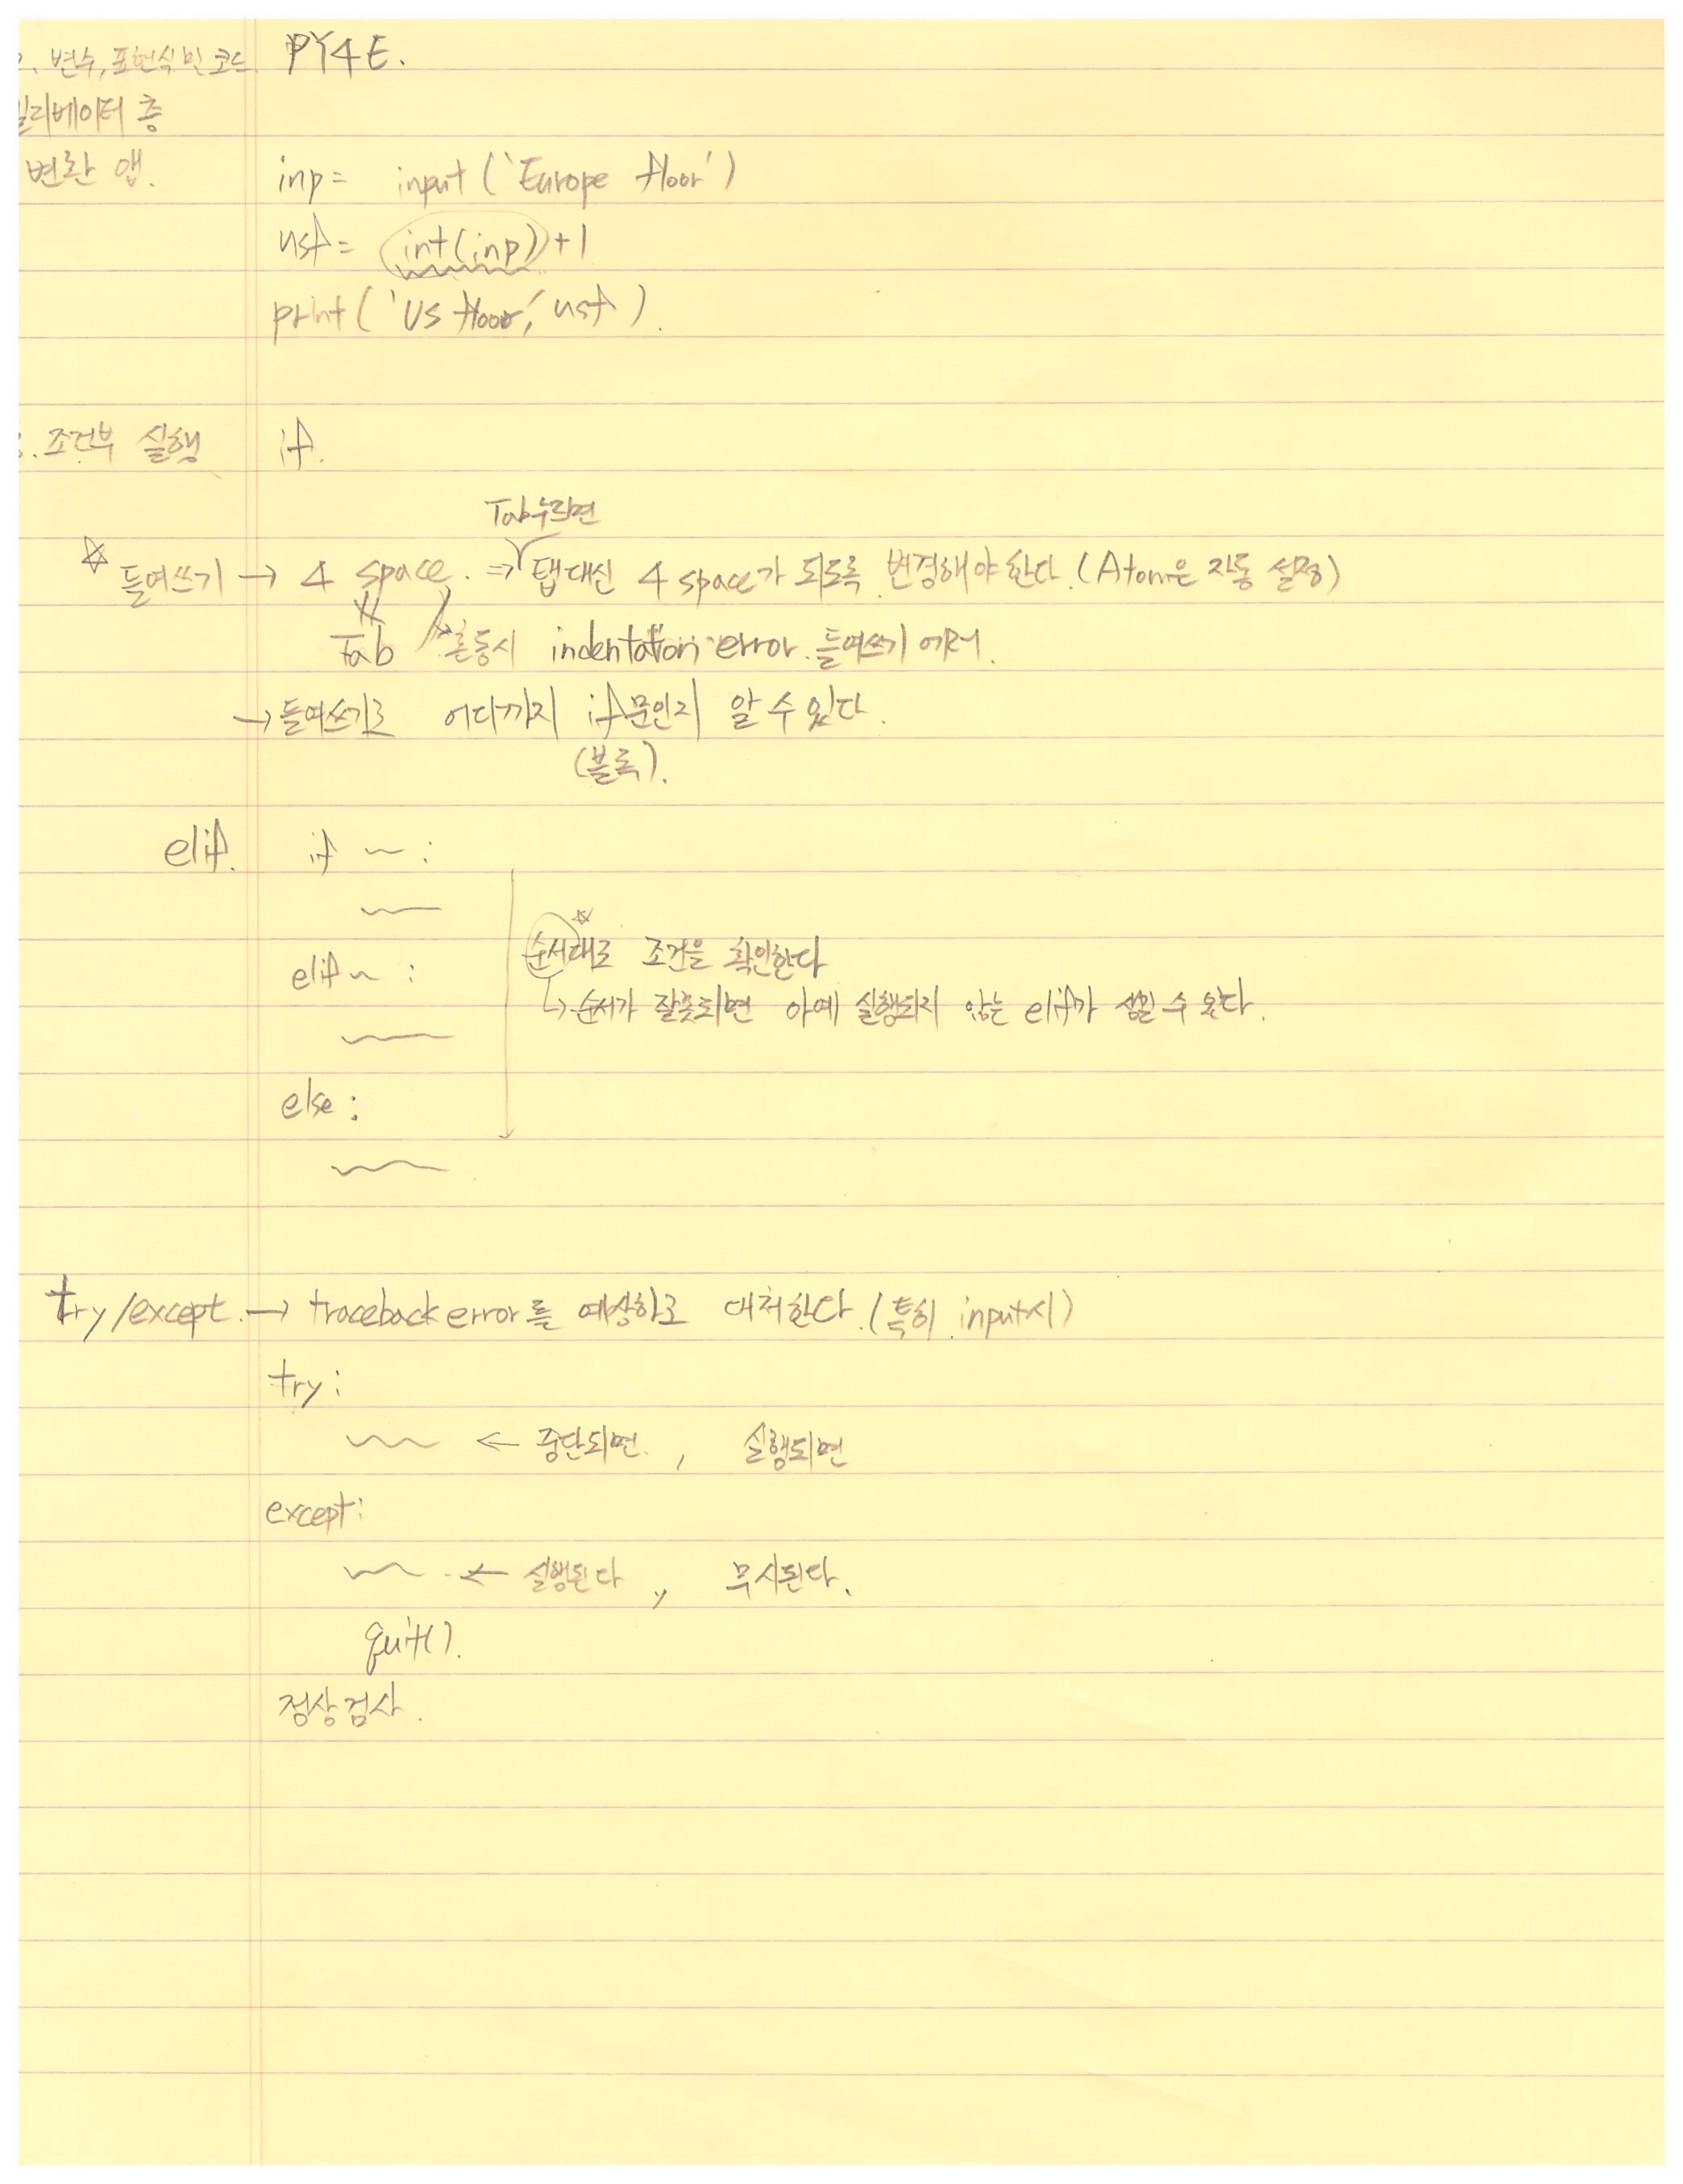 변수, 표현식 및 코드 PY4E.
엘리베이터 층
변환 앱.
inp= input ('Europe floor')
usf= int(inp)+1
print('US floor', usf).
조건부 실행 if.
Tab누르면
☆ 들여쓰기 → 4 space. ⇒ 탭대신 4 space가 되도록 변경해야한다.(Atom은 자동 설정)
Tab 혼동시 indentation error. 들여쓰기 에러.
→ 들여쓰기로 어디까지 if문인지 알 수 있다.
(블록).
elif. if ~ :
☆
순서대로 조건을 확인한다
elif ~ :
↳ 순서가 잘못되면 아예 실행되지 않는 elif가 생길 수 있다.
else :
try/except. → traceback error를 예상하고 대처한다.(특히 input시)
try :
← 중단되면. , 실행되면
except :
← 실행된다 , 무시된다.
quit().
정상검사.